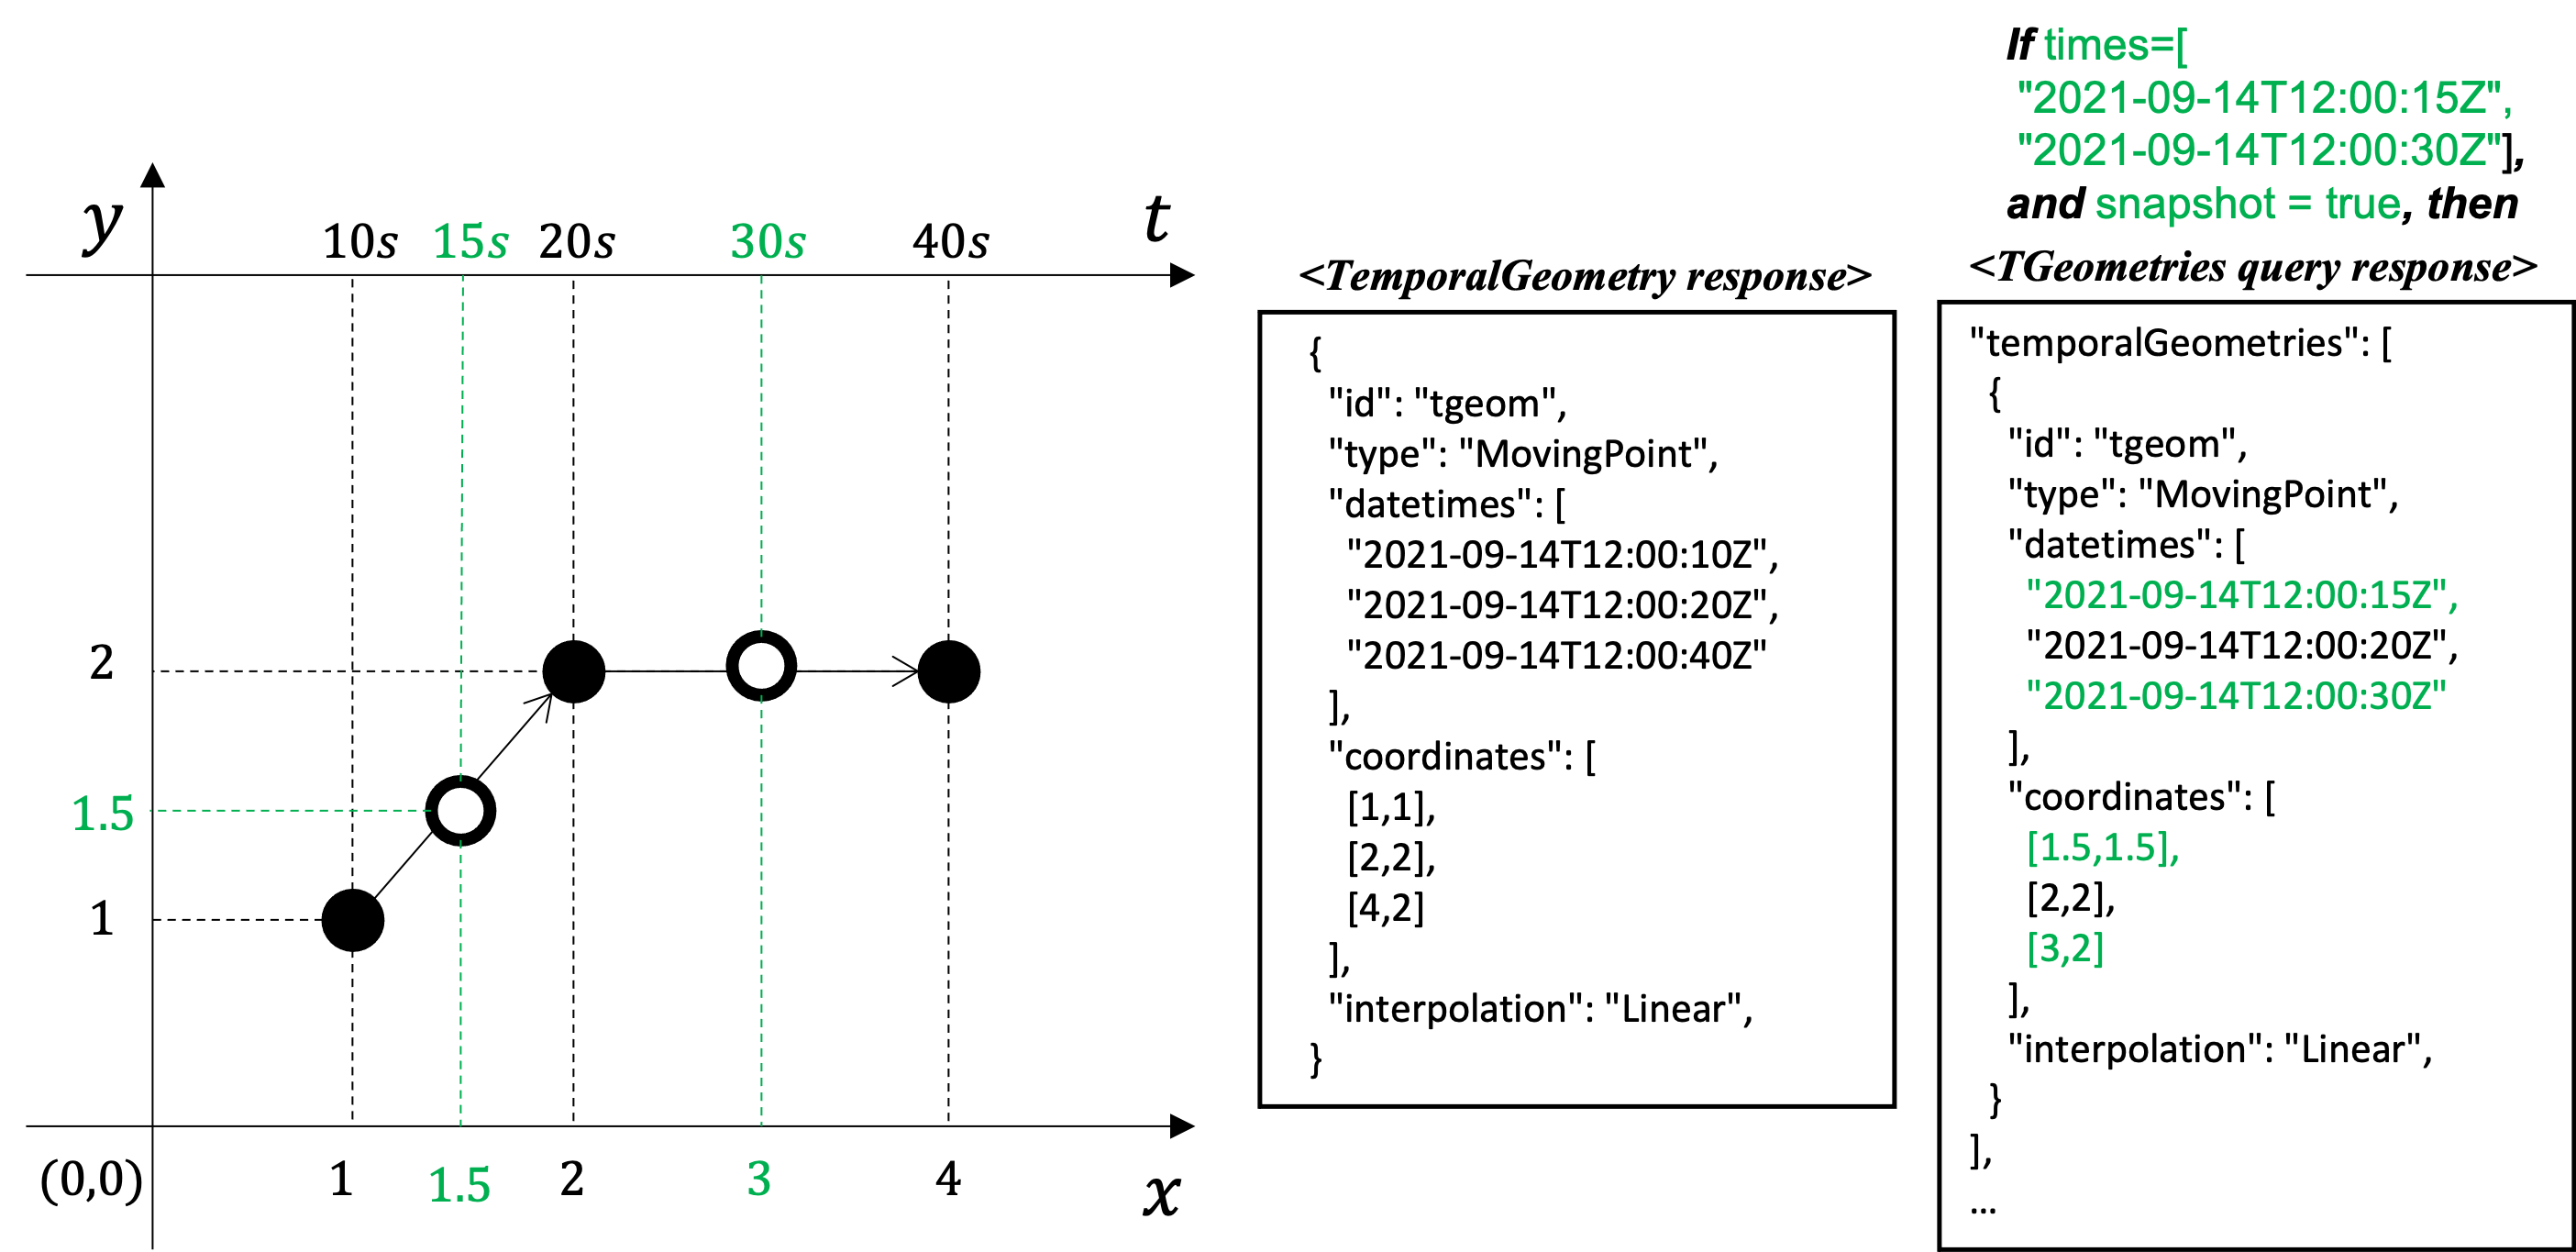 y
10s 15s 20s 30s 40s
t
2
1.5
1
(0,0)
1 1.5 2 3 4
x
<TemporalGeometry response>
{
"id": "tgeom",
"type": "MovingPoint",
"datetimes": [
"2021-09-14T12:00:10Z",
"2021-09-14T12:00:20Z",
"2021-09-14T12:00:40Z"
],
"coordinates": [
[1,1],
[2,2],
[4,2]
],
"interpolation": "Linear",
}
If times=[
"2021-09-14T12:00:15Z",
"2021-09-14T12:00:30Z"],
and snapshot = true, then
<TGeometries query response>
"temporalGeometries": [
{
"id": "tgeom",
"type": "MovingPoint",
"datetimes": [
"2021-09-14T12:00:15Z",
"2021-09-14T12:00:20Z",
"2021-09-14T12:00:30Z"
],
"coordinates": [
[1.5,1.5],
[2,2],
[3,2]
],
"interpolation": "Linear",
}
],
...